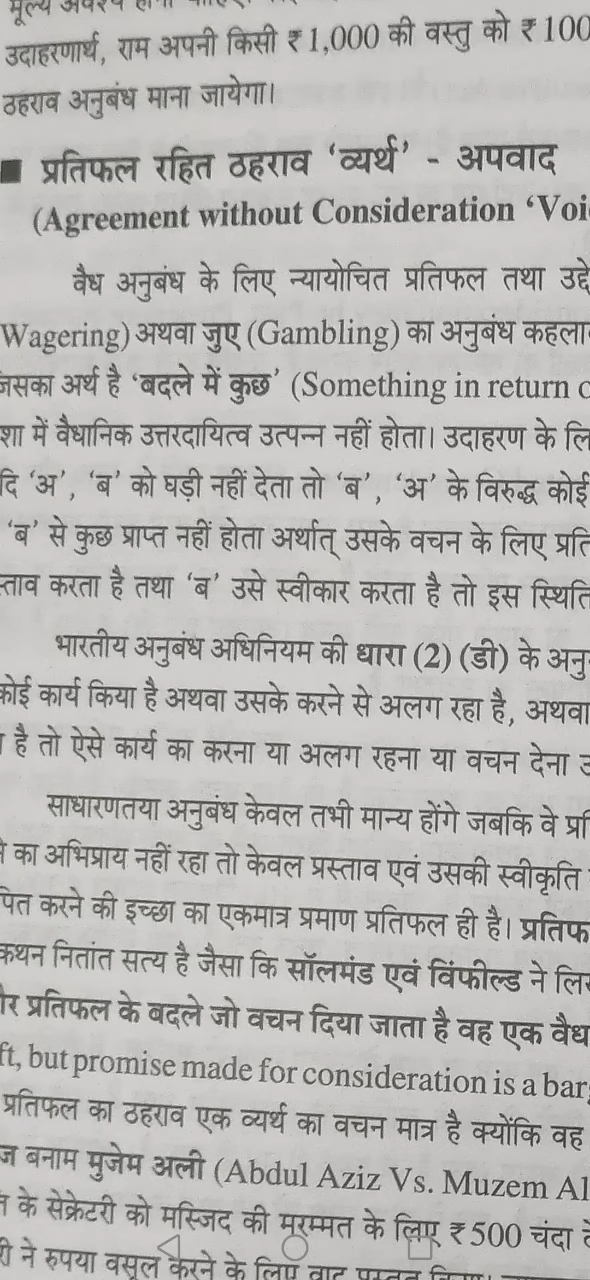 मूल्य अवश्य होना
उदाहरणार्थ, राम अपनी किसी ₹ 1,000 की वस्तु को ₹ 100
ठहराव अनुबंध माना जायेगा।
■ प्रतिफल रहित ठहराव ‘व्यर्थ’ - अपवाद
(Agreement without Consideration ‘Voi
वैध अनुबंध के लिए न्यायोचित प्रतिफल तथा उद्दे
Wagering) अथवा जुए (Gambling) का अनुबंध कहला
जसका अर्थ है ‘बदले में कुछ’ (Something in return o
शा में वैधानिक उत्तरदायित्व उत्पन्न नहीं होता। उदाहरण के लि
दि ‘अ’, ‘ब’ को घड़ी नहीं देता तो ‘ब’, ‘अ’ के विरुद्ध कोई
‘ब’ से कुछ प्राप्त नहीं होता अर्थात् उसके वचन के लिए प्रति
स्ताव करता है तथा ‘ब’ उसे स्वीकार करता है तो इस स्थिति
भारतीय अनुबंध अधिनियम की धारा (2) (डी) के अनु
कोई कार्य किया है अथवा उसके करने से अलग रहा है, अथवा
है तो ऐसे कार्य का करना या अलग रहना या वचन देना उ
साधारणतया अनुबंध केवल तभी मान्य होंगे जबकि वे प्रति
का अभिप्राय नहीं रहा तो केवल प्रस्ताव एवं उसकी स्वीकृति
पित करने की इच्छा का एकमात्र प्रमाण प्रतिफल ही है। प्रतिफ
कथन नितांत सत्य है जैसा कि सॉलमंड एवं विंफील्ड ने लि
र प्रतिफल के बदले जो वचन दिया जाता है वह एक वैध
ft, but promise made for consideration is a bar
प्रतिफल का ठहराव एक व्यर्थ का वचन मात्र है क्योंकि वह
ज बनाम मुजेम अली (Abdul Aziz Vs. Muzem Al
के सेक्रेटरी को मस्जिद की मरम्मत के लिए ₹ 500 चंदा दे
री ने रुपया वसूल करने के लिए वाद प्रस्तुत किया।